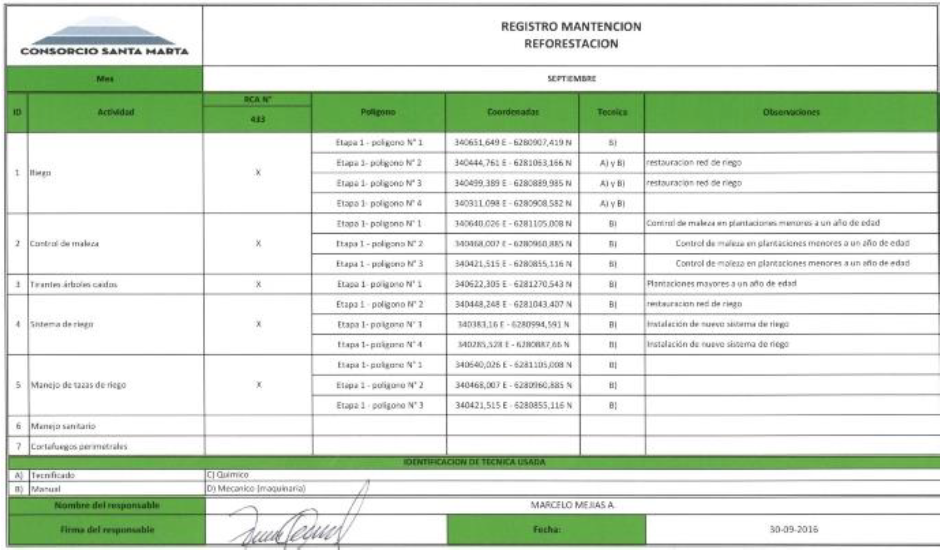 CONSORCIO SANTA MARTA
REGISTRO MANTENCION
REFORESTACION
Mes SEPTIEMBRE
ID Actividad RCA N° Poligono Coordenadas Tecnica Observaciones
433
1 Riego X Etapa 1 - poligono N° 1 340651,649 E - 6280907,419 N B)
Etapa 1- poligono N° 2 340444,761 E - 6281063,166 N A) y B) restauracion red de riego
Etapa 1- poligono N° 3 340499,389 E - 6280889,985 N A) y B) restauracion red de riego
Etapa 1- poligono N° 4 340311,098 E - 6280908,582 N A) y B)
2 Control de maleza X Etapa 1- poligono N° 1 340640,026 E - 6281105,008 N B) Control de maleza en plantaciones menores a un año de edad
Etapa 1 - poligono N° 2 340468,007 E - 6280960,885 N B) Control de maleza en plantaciones menores a un año de edad
Etapa 1 - poligono N° 3 340421,515 E - 6280855,116 N B) Control de maleza en plantaciones menores a un año de edad
3 Tirantes árboles caidos X Etapa 1- poligono N° 1 340622,305 E - 6281270,543 N B) Plantaciones mayores a un año de edad
4 Sistema de riego X Etapa 1 - poligono N° 2 340448,248 E - 6281043,407 N B) restauracion red de riego
Etapa 1- poligono N° 3 340383,16 E - 6280994,591 N B) Instalación de nuevo sistema de riego
Etapa 1- poligono N° 4 340285,528 E - 6280887,66 N B) Instalación de nuevo sistema de riego
5 Manejo de tazas de riego X Etapa 1- poligono N° 1 340640,026 E - 6281105,008 N B)
Etapa 1 - poligono N° 2 340468,007 E - 6280960,885 N B)
Etapa 1 - poligono N° 3 340421,515 E - 6280855,116 N B)
6 Manejo sanitario
7 Cortafuegos perimetrales
IDENTIFICACION DE TECNICA USADA
A) Tecnificado C) Quimico
B) Manual D) Mecanico (maquinaria)
Nombre del responsable MARCELO MEJIAS A.
Firma del responsable Fecha: 30-09-2016